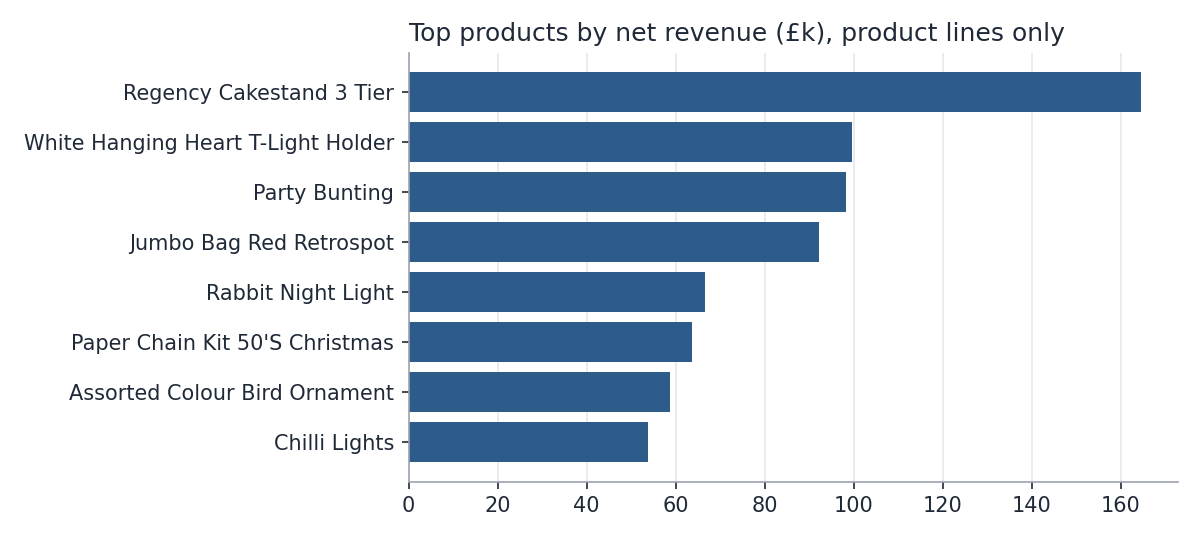 Top products by net revenue (£k), product lines only
Regency Cakestand 3 Tier
White Hanging Heart T-Light Holder
Party Bunting
Jumbo Bag Red Retrospot
Rabbit Night Light
Paper Chain Kit 50'S Christmas
Assorted Colour Bird Ornament
Chilli Lights
0 20 40 60 80 100 120 140 160